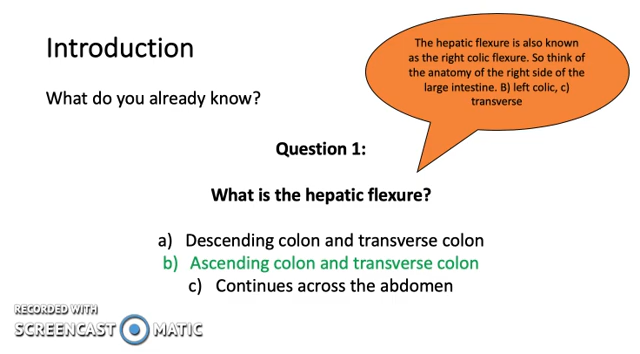 Introduction
The hepatic flexure is also known
as the right colic flexure. So think of
the anatomy of the right side of the
large intestine. B) left colic, c)
transverse
What do you already know?
Question 1:
What is the hepatic flexure?
a) Descending colon and transverse colon
b) Ascending colon and transverse colon
c) Continues across the abdomen
RECORDED WITH
SCREENCAST MATIC